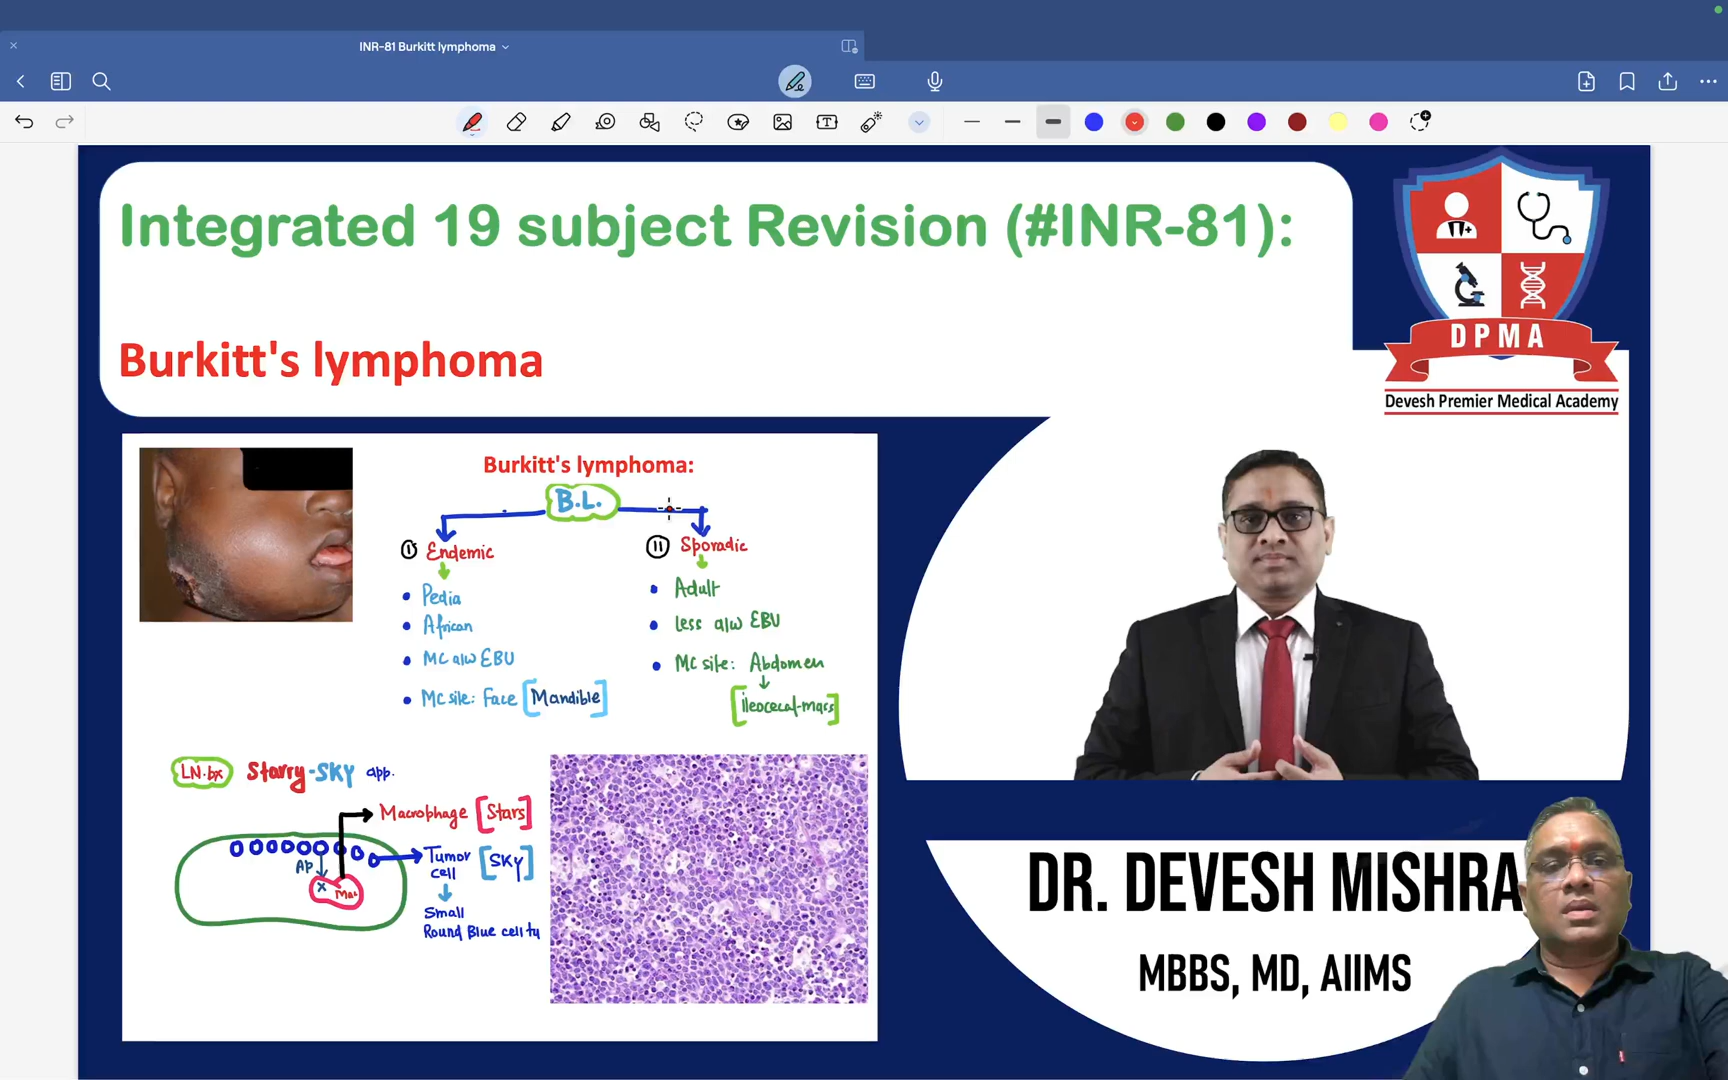 INR-81 Burkitt lymphoma
Integrated 19 subject Revision (#INR-81):
Burkitt's lymphoma
DPMA
Devesh Premier Medical Academy
Burkitt's lymphoma:
B.L.
I Endemic
II Sporadic
• Pedia
• African
• MC a/w EBV
• MC site: Face [Mandible]
• Adult
• less a/w EBV
• MC site: Abdomen
[ileocecal-mass]
LN.bx Starry-SKY app.
Macrophage [Stars]
Tumor cell [SKY]
Ap
x Mac
Small
Round Blue cell tu
DR. DEVESH MISHRA
MBBS, MD, AIIMS